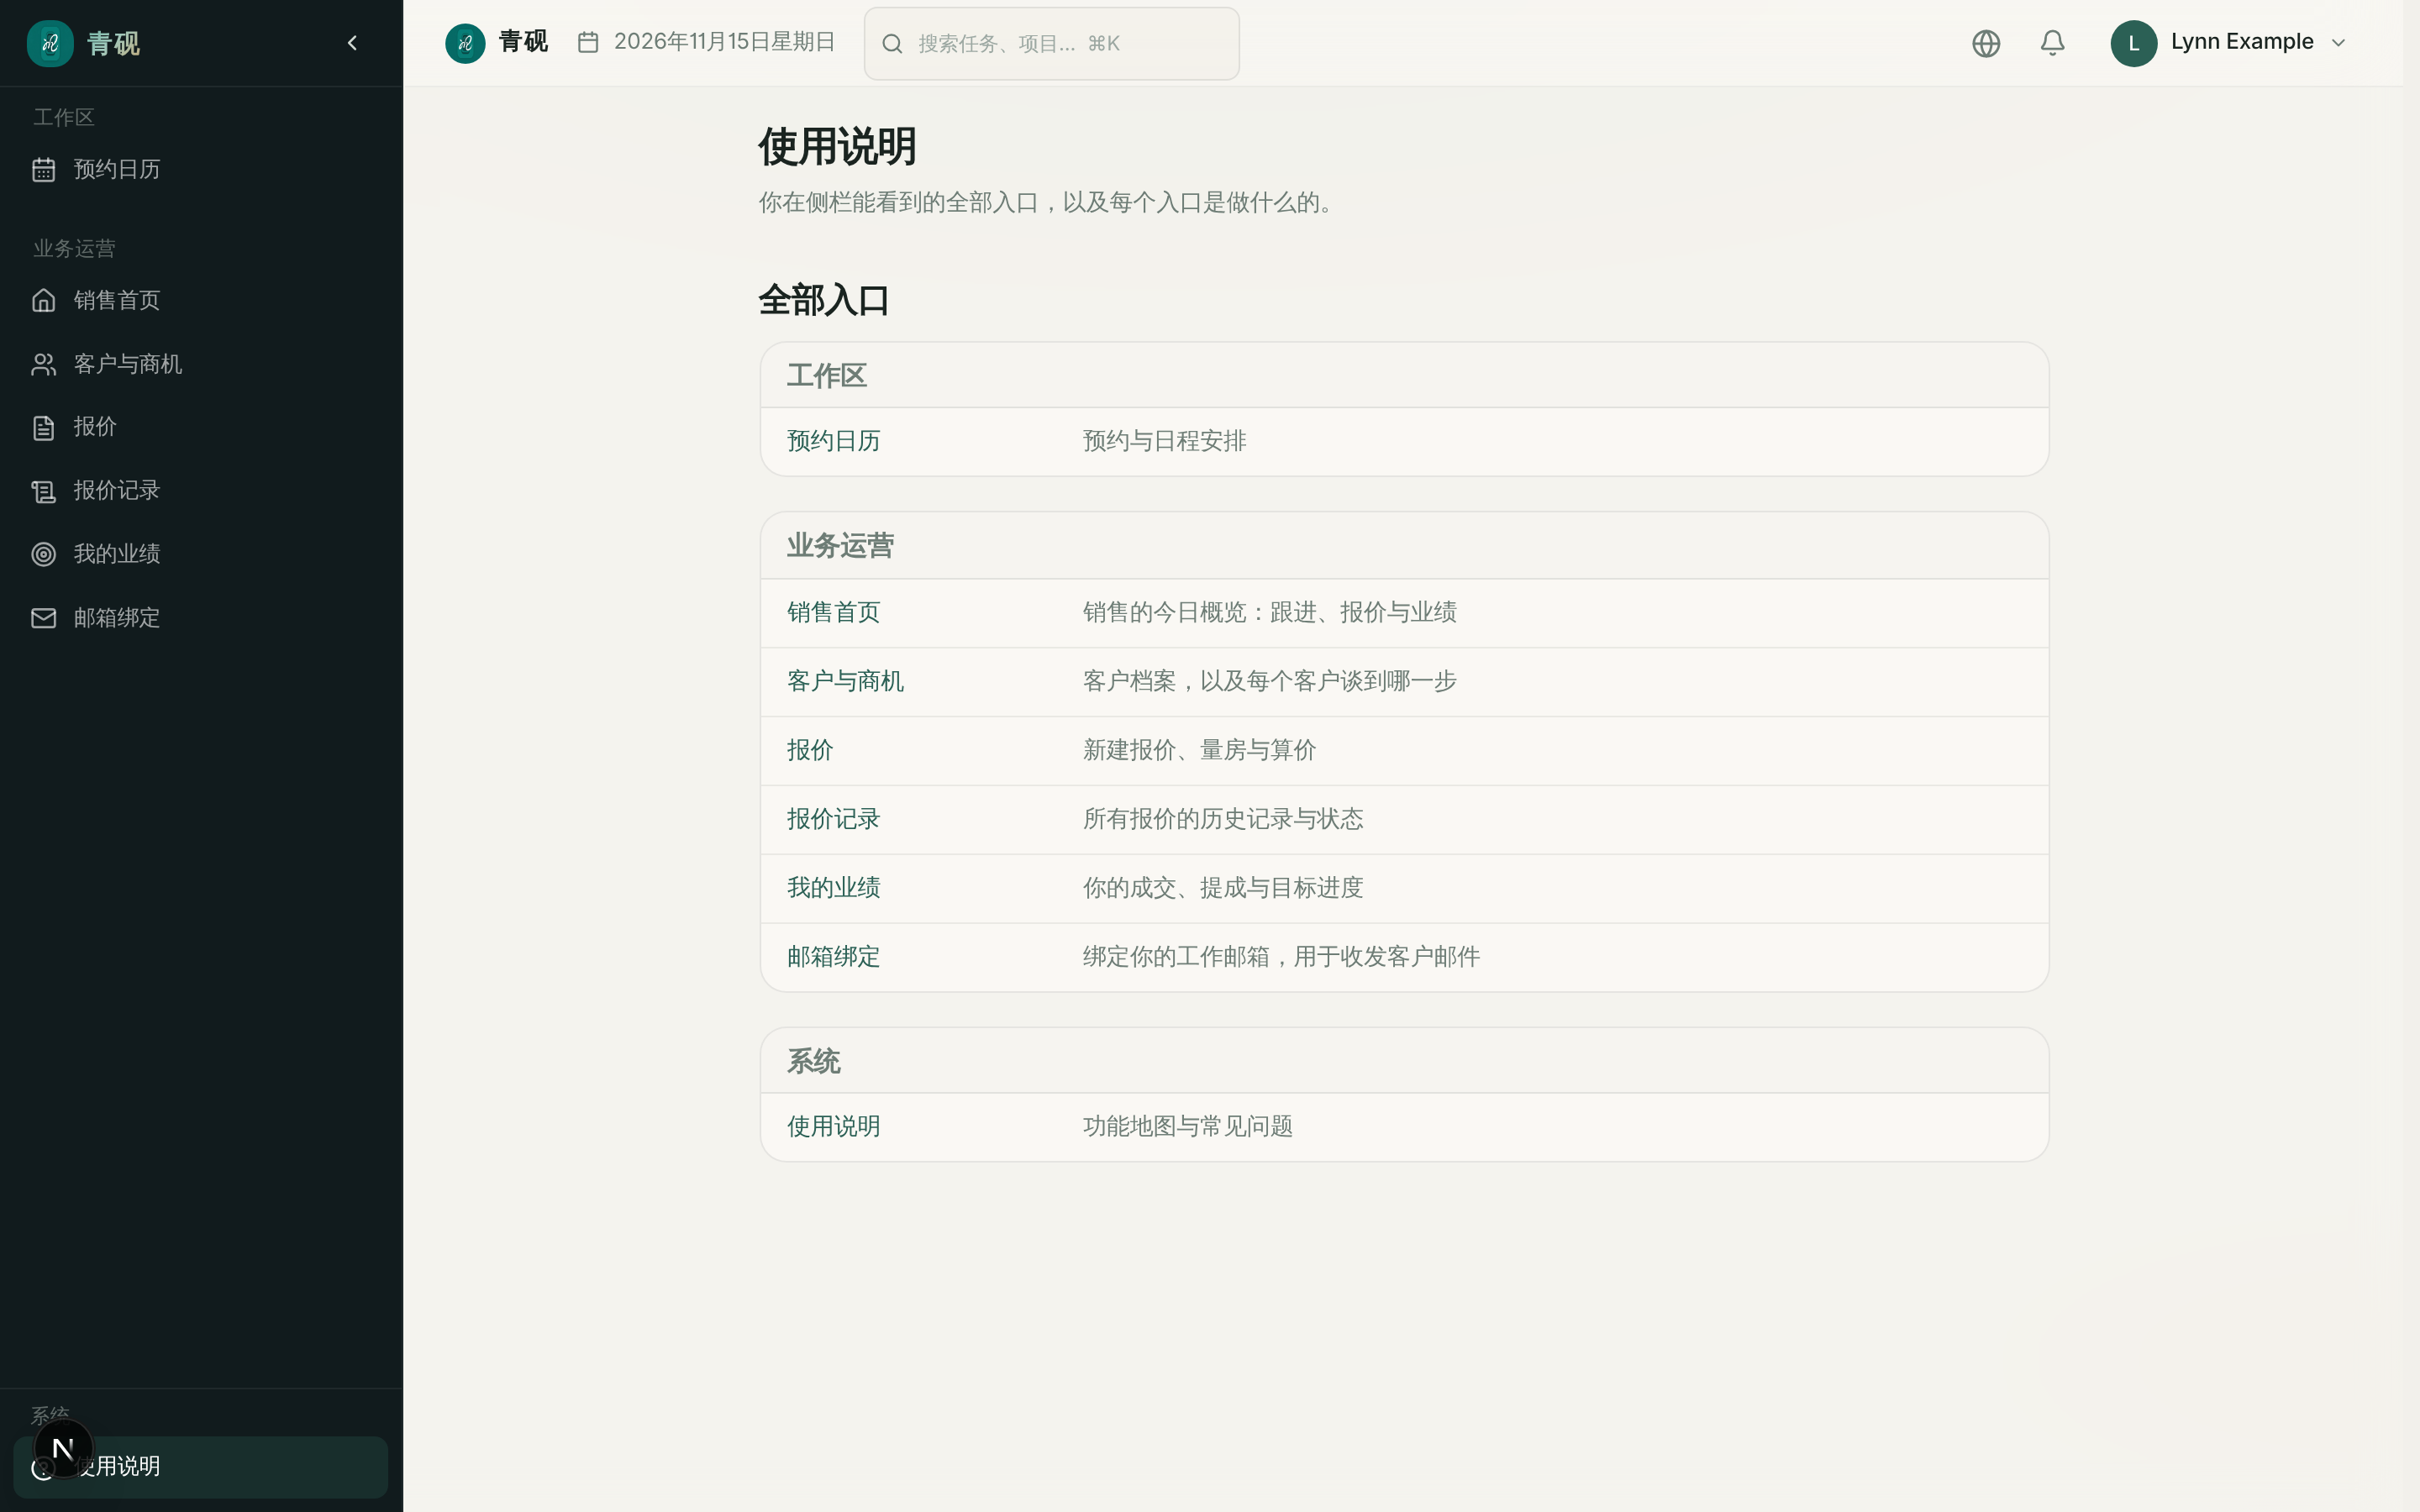 青砚
工作区
预约日历
业务运营
销售首页
客户与商机
报价
报价记录
我的业绩
邮箱绑定
系统
使用说明
青砚
2026年11月15日星期日
搜索任务、项目... ⌘K
L
Lynn Example
使用说明
你在侧栏能看到的全部入口，以及每个入口是做什么的。
全部入口
工作区
预约日历 预约与日程安排
业务运营
销售首页 销售的今日概览：跟进、报价与业绩
客户与商机 客户档案，以及每个客户谈到哪一步
报价 新建报价、量房与算价
报价记录 所有报价的历史记录与状态
我的业绩 你的成交、提成与目标进度
邮箱绑定 绑定你的工作邮箱，用于收发客户邮件
系统
使用说明 功能地图与常见问题